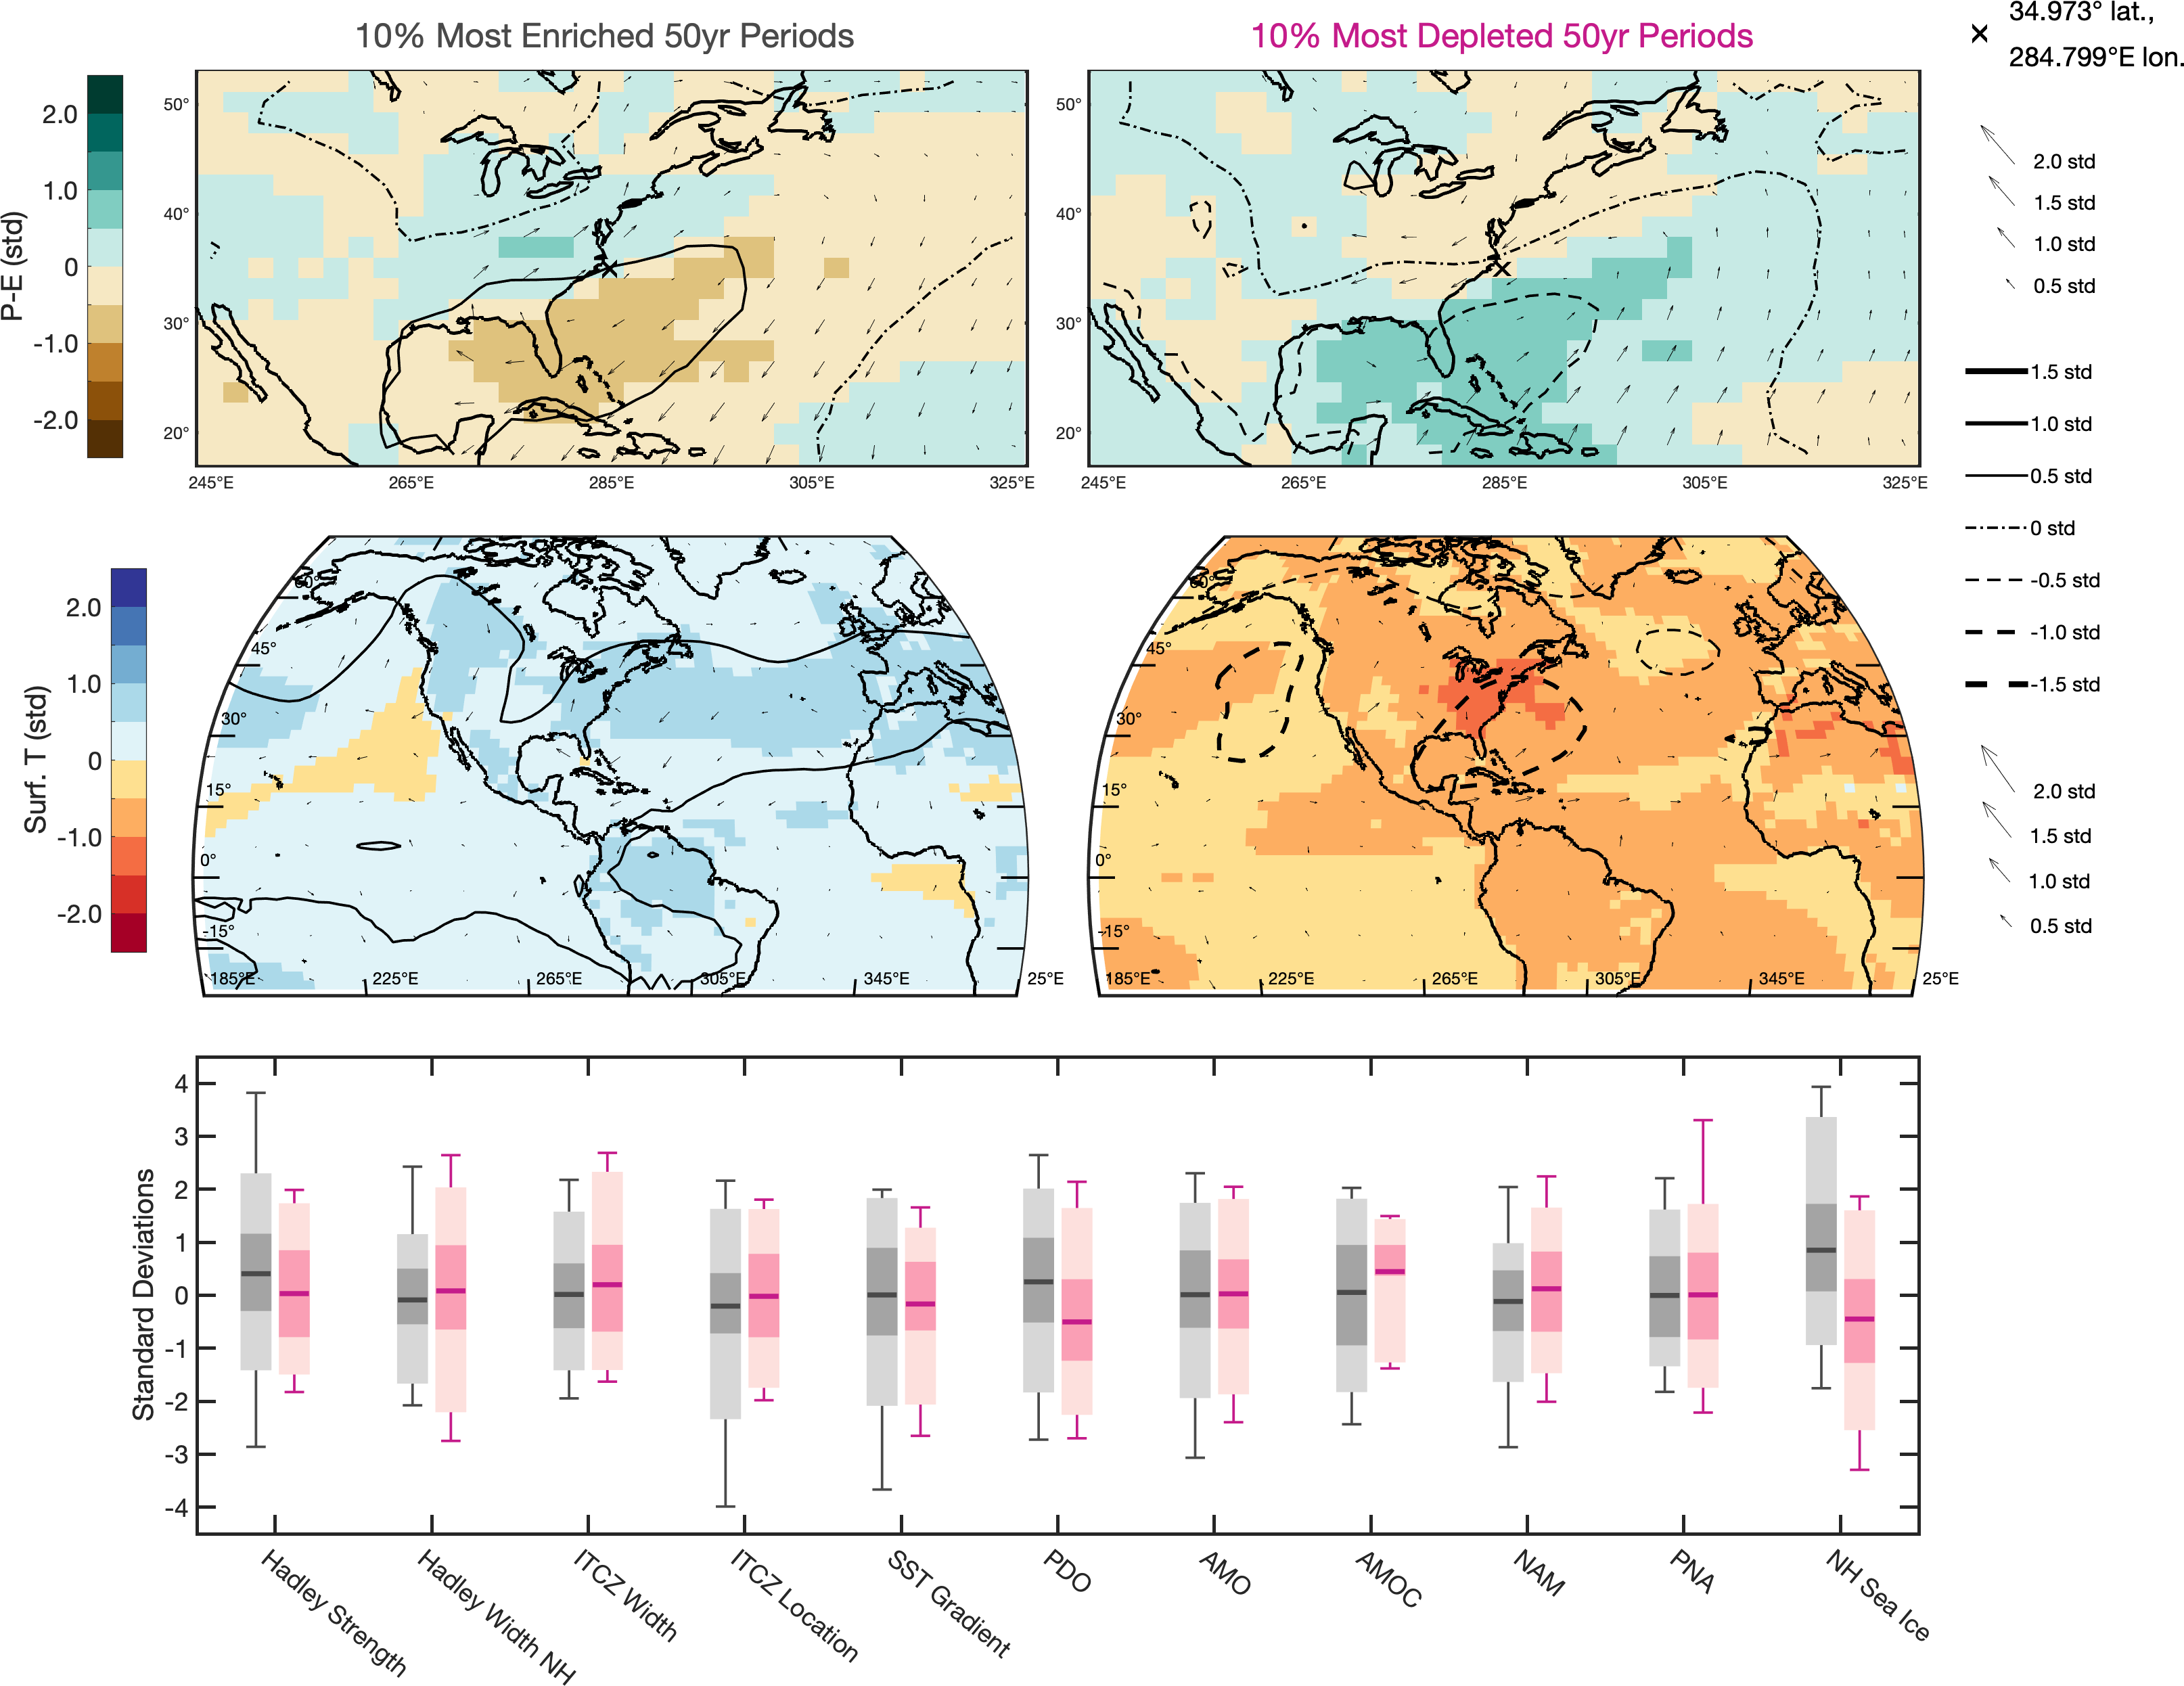 10% Most Enriched 50yr Periods
10% Most Depleted 50yr Periods
34.973° lat.,
284.799°E lon.
P-E (std)
2.0
1.0
0
-1.0
-2.0
50°
40°
30°
20°
245°E 265°E 285°E 305°E 325°E
50°
40°
30°
20°
245°E 265°E 285°E 305°E 325°E
2.0 std
1.5 std
1.0 std
0.5 std
1.5 std
1.0 std
0.5 std
0 std
-0.5 std
-1.0 std
-1.5 std
2.0 std
1.5 std
1.0 std
0.5 std
Surf. T (std)
2.0
1.0
0
-1.0
-2.0
60°
45°
30°
15°
0°
-15°
185°E 225°E 265°E 305°E 345°E 25°E
60°
45°
30°
15°
0°
-15°
185°E 225°E 265°E 305°E 345°E 25°E
Standard Deviations
4
3
2
1
0
-1
-2
-3
-4
Hadley Strength
Hadley Width NH
ITCZ Width
ITCZ Location
SST Gradient
PDO
AMO
AMOC
NAM
PNA
NH Sea Ice